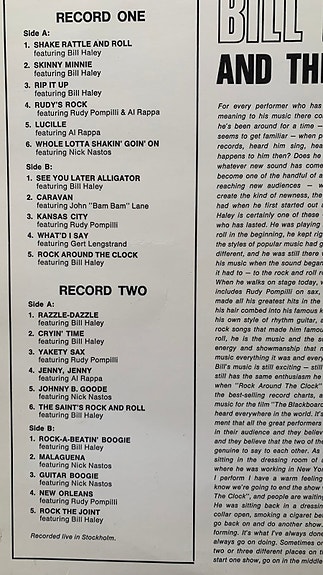 RECORD ONE
Side A:
1. SHAKE RATTLE AND ROLL
featuring Bill Haley
2. SKINNY MINNIE
featuring Bill Haley
3. RIP IT UP
featuring Bill Haley
4. RUDY'S ROCK
featuring Rudy Pompilli & Al Rappa
5. LUCILLE
featuring Al Rappa
6. WHOLE LOTTA SHAKIN' GOIN' ON
featuring Nick Nastos
Side B:
1. SEE YOU LATER ALLIGATOR
featuring Bill Haley
2. CARAVAN
featuring John "Bam Bam" Lane
3. KANSAS CITY
featuring Rudy Pompilli
4. WHAT'D I SAY
featuring Gert Lengstrand
5. ROCK AROUND THE CLOCK
featuring Bill Haley
RECORD TWO
Side A:
1. RAZZLE-DAZZLE
featuring Bill Haley
2. CRYIN' TIME
featuring Bill Haley
3. YAKETY SAX
featuring Rudy Pompilli
4. JENNY, JENNY
featuring Al Rappa
5. JOHNNY B. GOODE
featuring Nick Nastos
6. THE SAINT'S ROCK AND ROLL
featuring Bill Haley
Side B:
1. ROCK-A-BEATIN' BOOGIE
featuring Bill Haley
2. MALAGUENA
featuring Nick Nastos
3. GUITAR BOOGIE
featuring Nick Nastos
4. NEW ORLEANS
featuring Rudy Pompilli
5. ROCK THE JOINT
featuring Bill Haley
Recorded live in Stockholm.
BILL
AND TH
For every performer who has
meaning to his music there co
he's been around for a time —
seems to get familiar — when p
records, heard him sing, hea
happens to him then? Does he
whatever new sound has come
become one of the handful of a
reaching new audiences — w
create the kind of newness, the
had when he first started out a
Haley is certainly one of these
who has lasted. He was playing
roll in the beginning, he kept rig
the styles of popular music had g
different, and he was still there w
his music when the sound began
it had to — to the rock and roll r
When he walks on stage today, w
includes Rudy Pompilli on sax,
made all his greatest hits in the
his hair combed into his famous k
his own style of rhythm guitar, a
rock songs that made him famou
roll, he is the music and the s
energy and showmanship that n
music everything it was and every
Bill's music is still exciting — still
still has the same enthusiasm he
when "Rock Around The Clock"
the best-selling record charts, a
music for the film "The Blackboard
heard everywhere in the world. It's
ment that all the great performers
in their audience and they believe
and they believe that the two of the
genuine to say to each other. As
sitting in the dressing room of a
where he was working in New Yor
I perform I have a warm feeling
know we're going to end the show
The Clock", and people are waiting
He was sitting back in a dressing
collar open, smoking a cigaret be
go back on and do another show.
forming. It's what I've always done
always go on doing. Sometimes or
two or three different places on t
start one show, go on in the middle